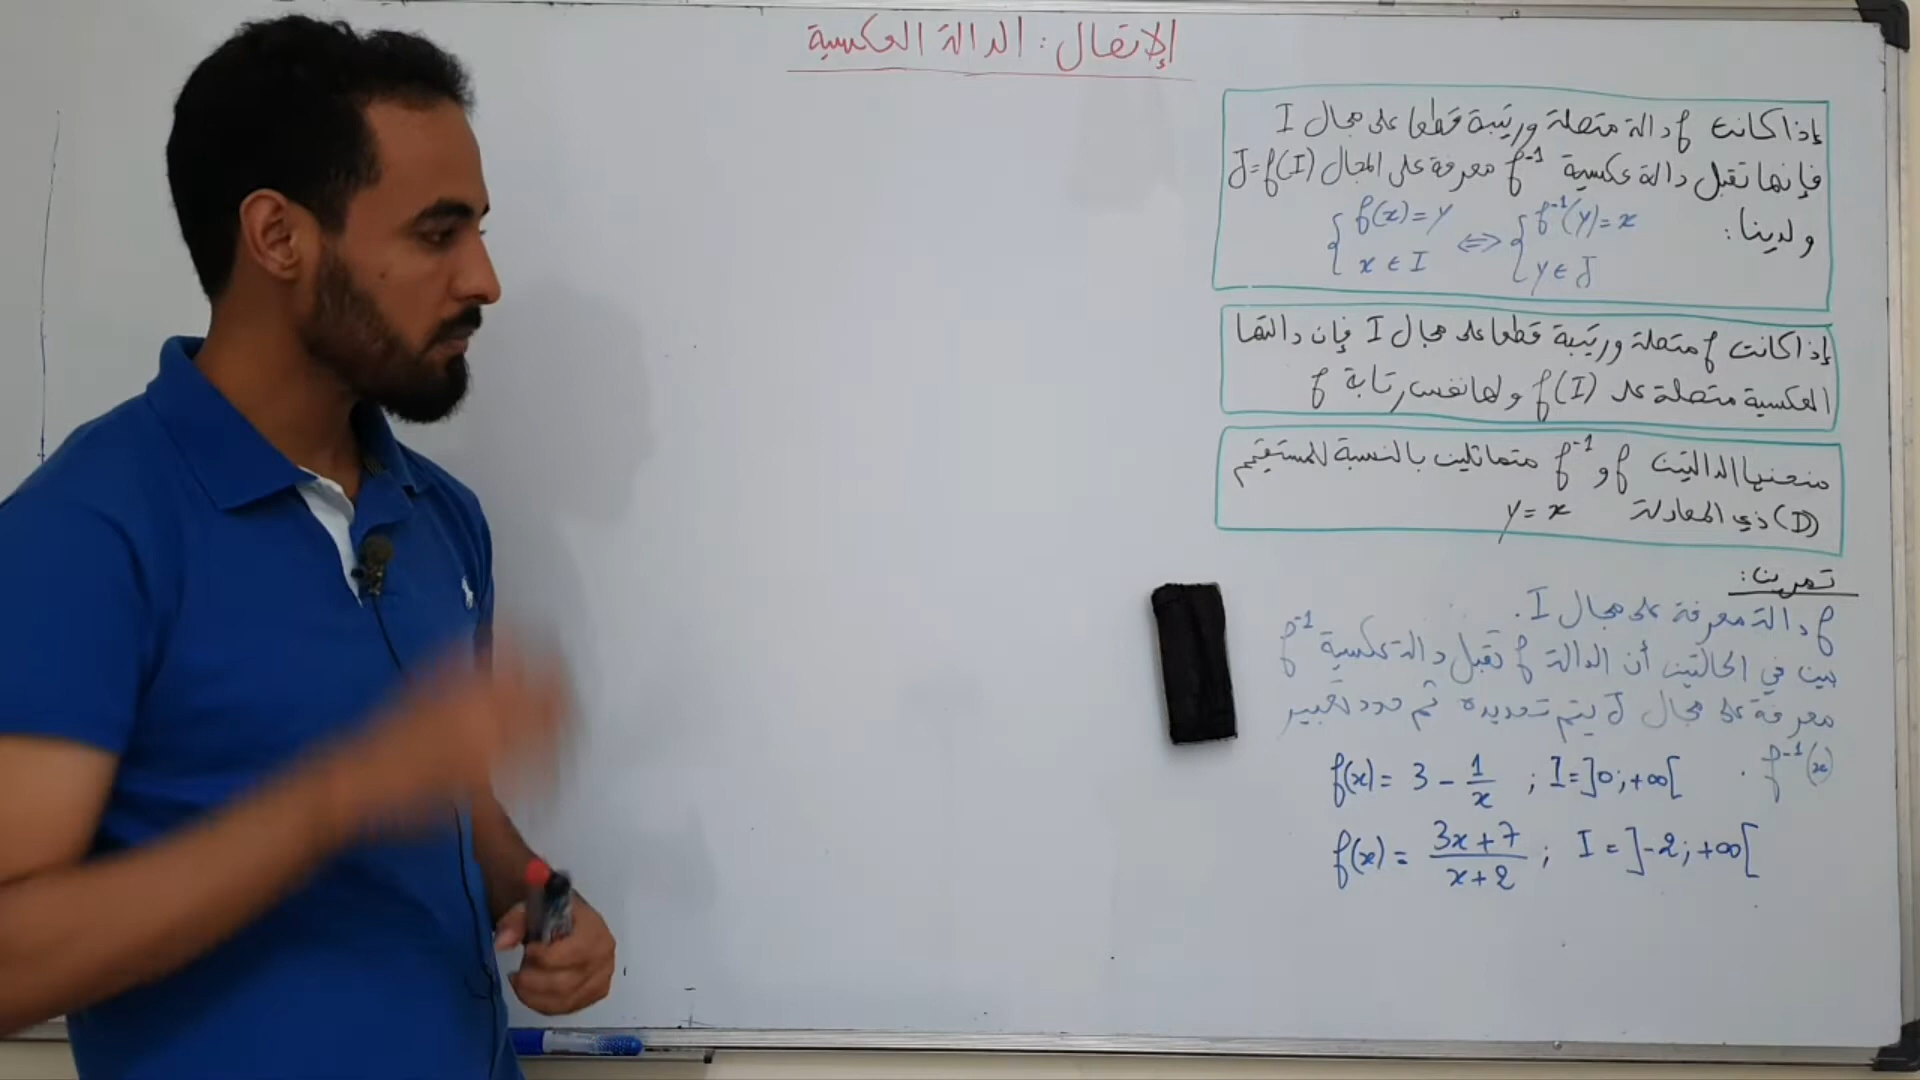 الإتصال : الدالة العكسية
إذا كانت f دالة متصلة ورتيبة قطعا على مجال I
فإنها تقبل دالة عكسية f⁻¹ معرفة على المجال J=f(I)
ولدينا :
{ f(x)=y
x ∈ I ⇔ { f⁻¹(y)=x
y ∈ J
إذا كانت f متصلة ورتيبة قطعا على مجال I فإن دالتها
العكسية متصلة على f(I) ولها نفس رتابة f
منحنيا الدالتين f و f⁻¹ متماثلين بالنسبة للمستقيم
(D) ذي المعادلة y = x
تمرين :
f دالة معرفة على مجال I .
بين في الحالتين أن الدالة f تقبل دالة عكسية f⁻¹
معرفة على مجال J يتم تحديده ثم حدد تعبير
f⁻¹(x) .
f(x) = 3 - 1/x ; I = ]0;+∞[
f(x) = (3x+7)/(x+2) ; I = ]-2;+∞[